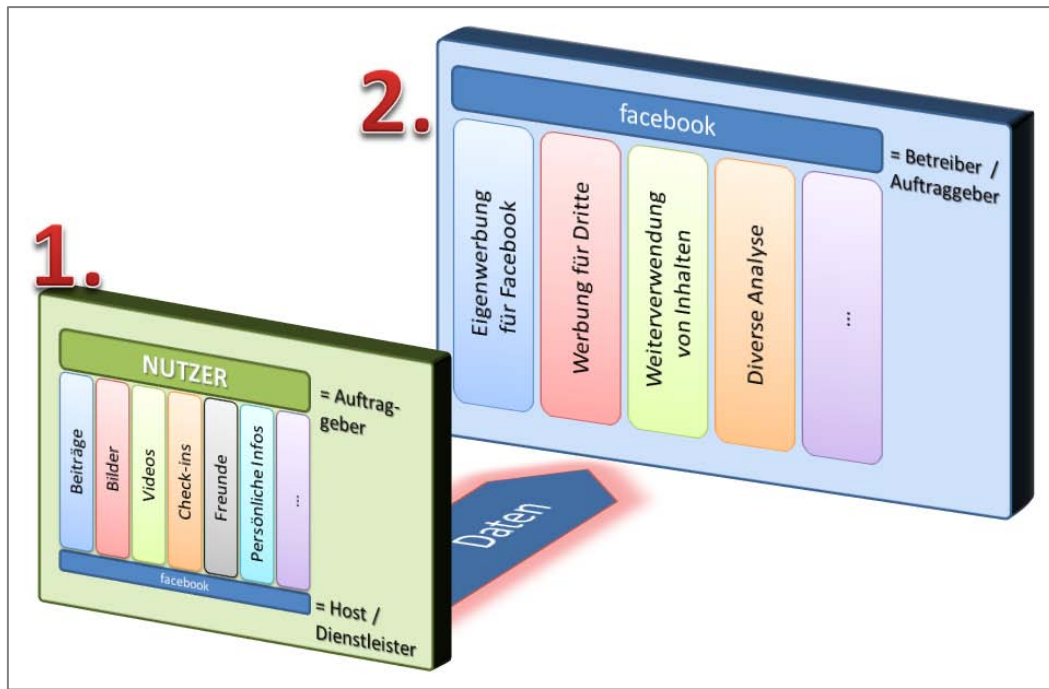 1.
NUTZER
= Auftrag-
geber
Beiträge
Bilder
Videos
Check-ins
Freunde
Persönliche Infos
...
facebook
= Host /
Dienstleister
Daten
2.
facebook
= Betreiber /
Auftraggeber
Eigenwerbung
für Facebook
Werbung für Dritte
Weiterverwendung
von Inhalten
Diverse Analyse
...